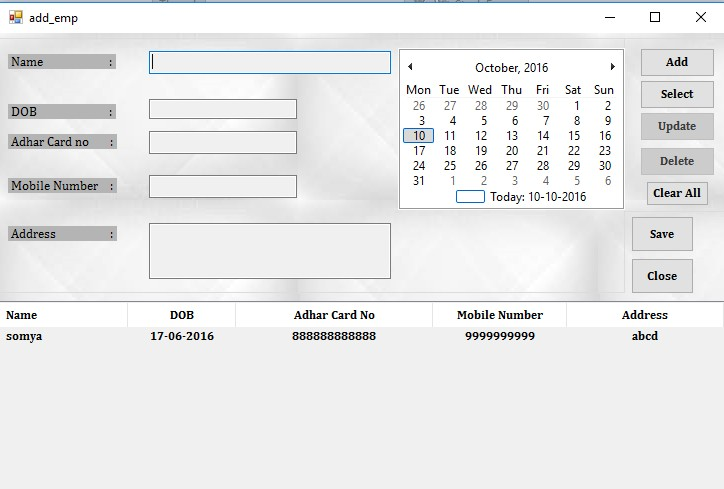 add_emp
Name :
DOB :
Adhar Card no :
Mobile Number :
Address :
October, 2016
Mon Tue Wed Thu Fri Sat Sun
26 27 28 29 30 1 2
3 4 5 6 7 8 9
10 11 12 13 14 15 16
17 18 19 20 21 22 23
24 25 26 27 28 29 30
31 1 2 3 4 5 6
Today: 10-10-2016
Add
Select
Update
Delete
Clear All
Save
Close
Name DOB Adhar Card No Mobile Number Address
somya 17-06-2016 888888888888 9999999999 abcd